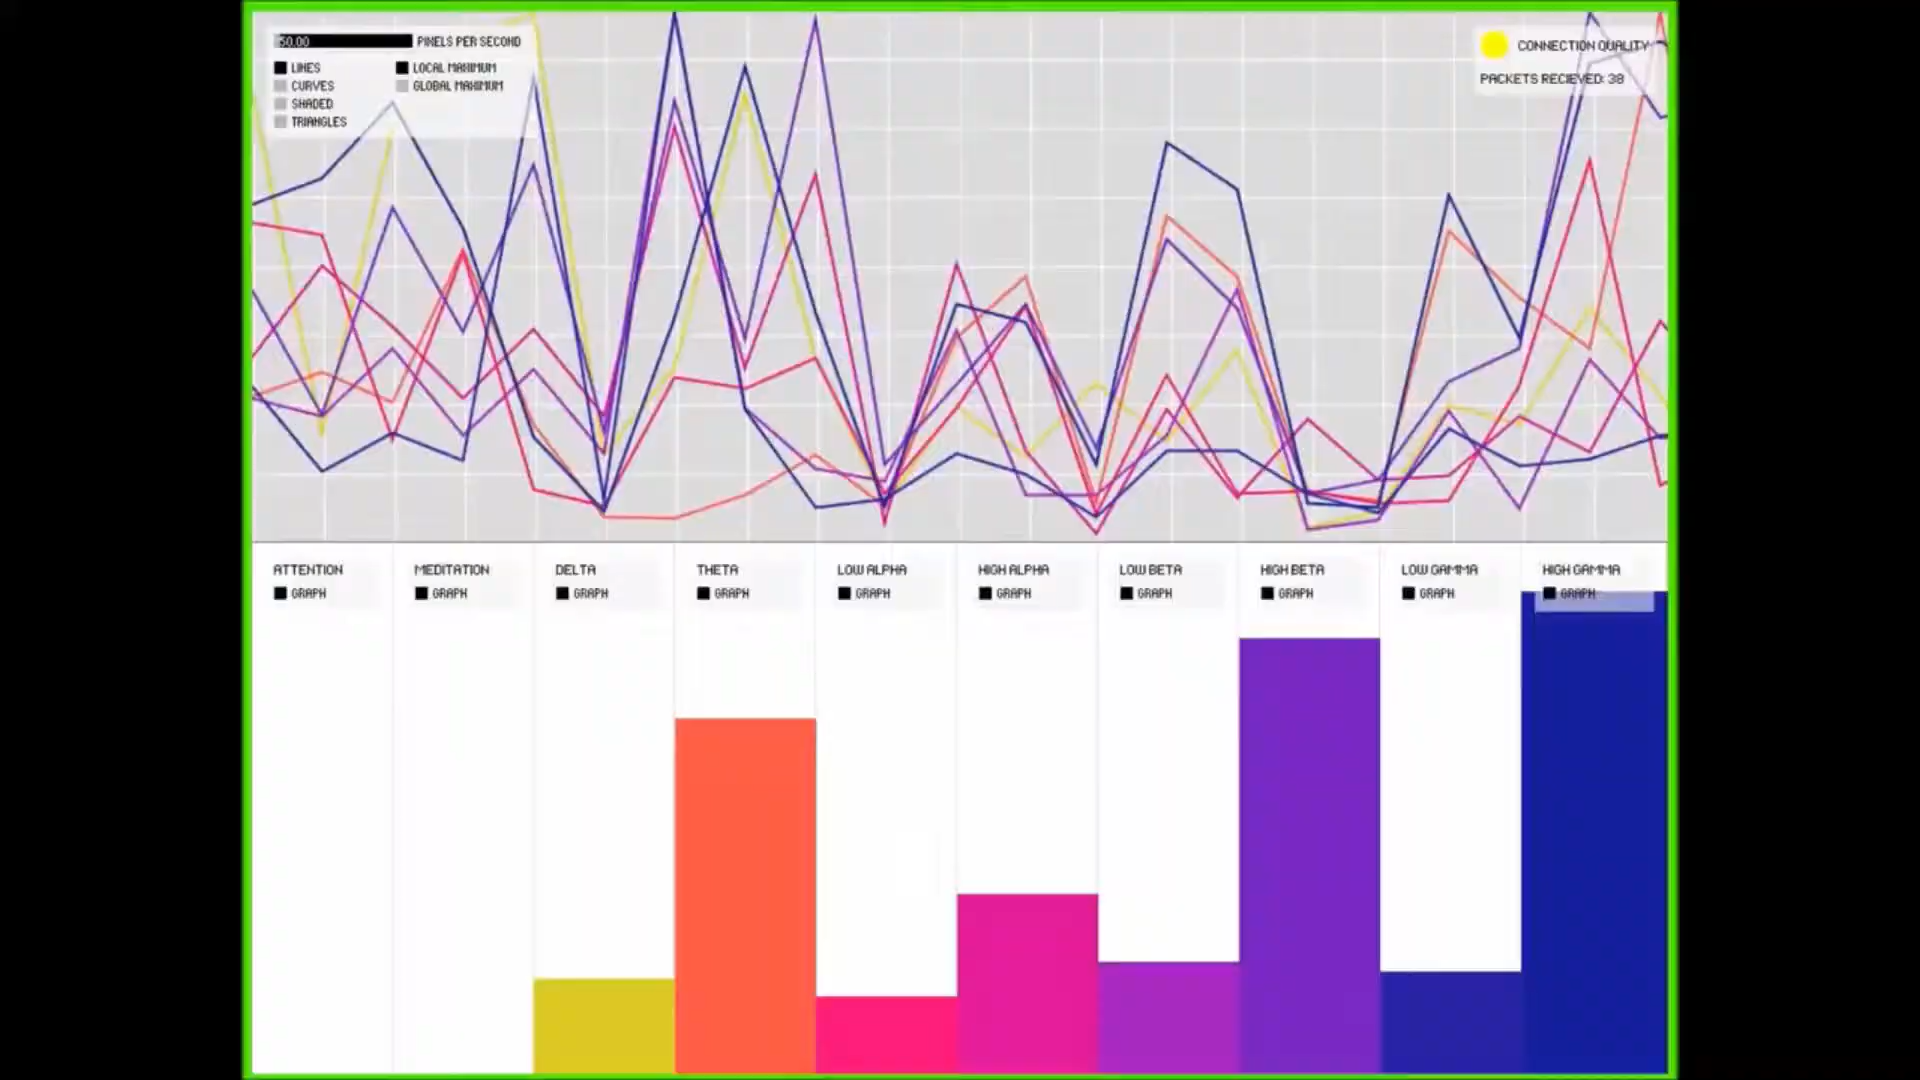 50.00 PIXELS PER SECOND
LINES
LOCAL MAXIMUM
CURVES
GLOBAL MAXIMUM
SHADED
TRIANGLES
CONNECTION QUALITY
PACKETS RECIEVED: 38
ATTENTION
GRAPH
MEDITATION
GRAPH
DELTA
GRAPH
THETA
GRAPH
LOW ALPHA
GRAPH
HIGH ALPHA
GRAPH
LOW BETA
GRAPH
HIGH BETA
GRAPH
LOW GAMMA
GRAPH
HIGH GAMMA
GRAPH